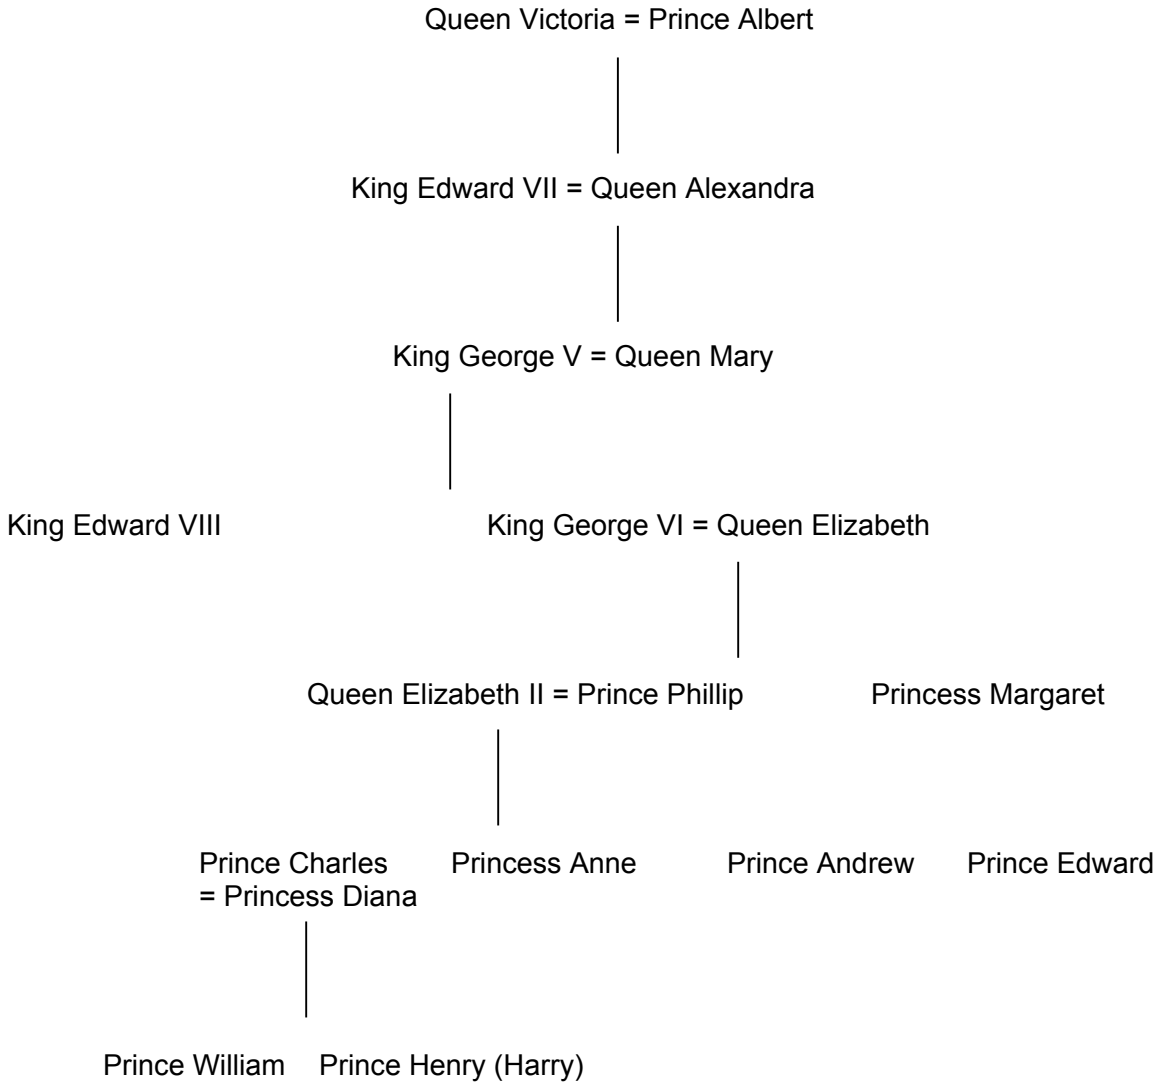 Queen Victoria = Prince Albert
King Edward VII = Queen Alexandra
King George V = Queen Mary
King Edward VIII King George VI = Queen Elizabeth
Queen Elizabeth II = Prince Phillip Princess Margaret
Prince Charles Princess Anne Prince Andrew Prince Edward
= Princess Diana
Prince William Prince Henry (Harry)